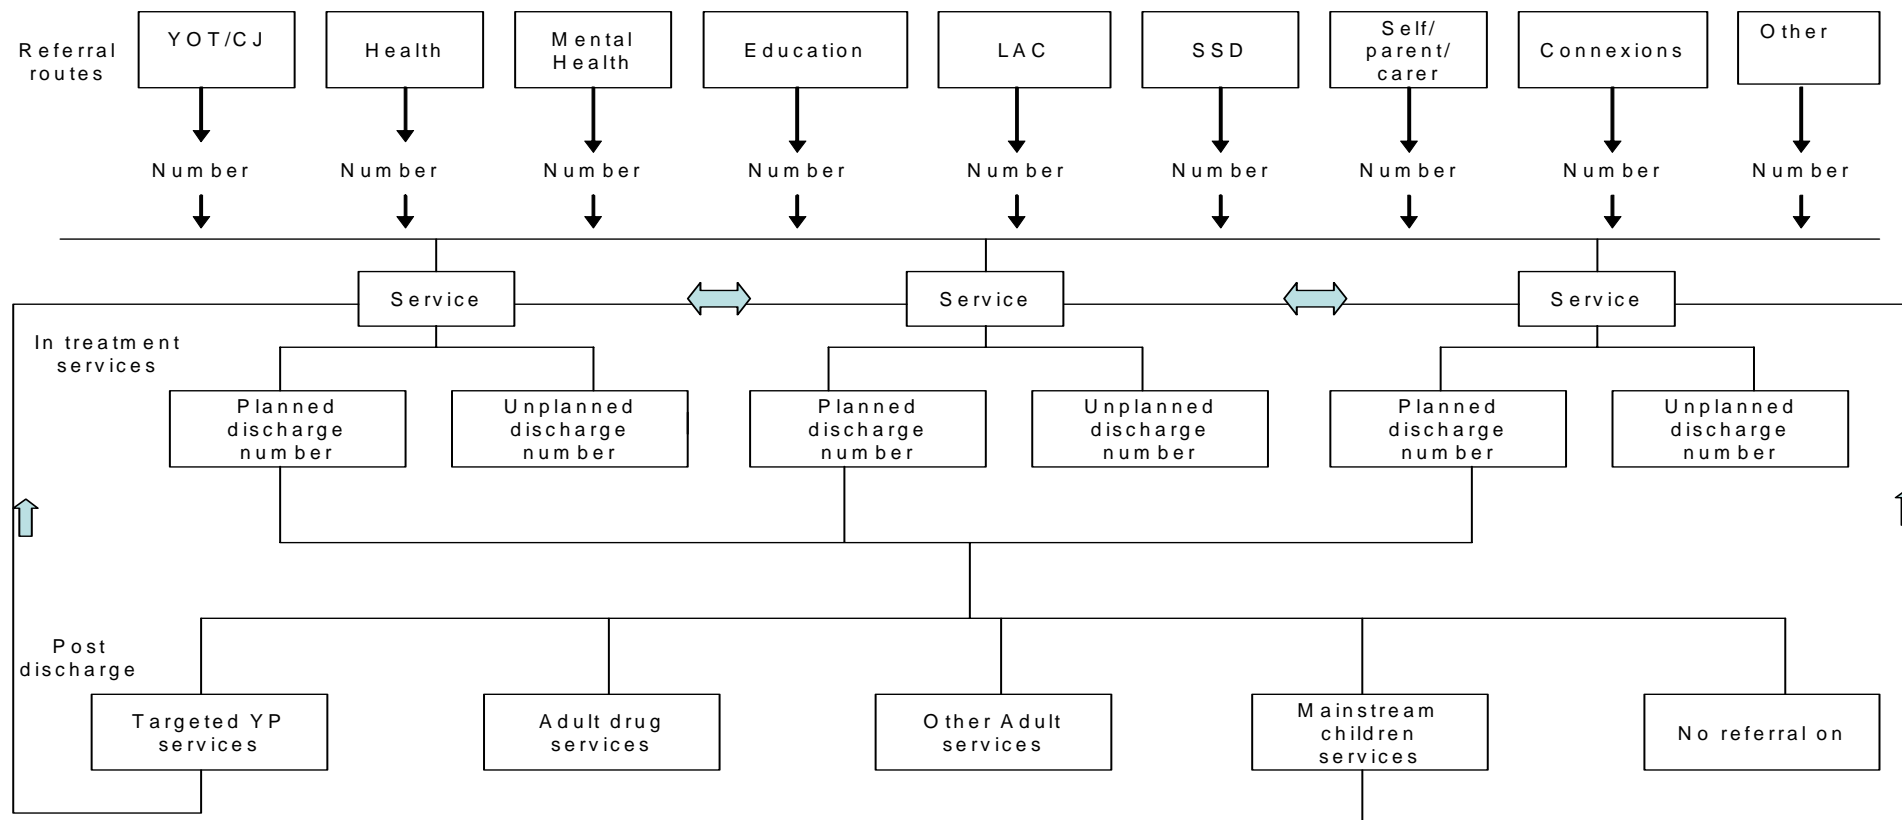 Referral
routes
YOT/CJ
Health
Mental
Health
Education
LAC
SSD
Self/
parent/
carer
Connexions
Other
Number
Number
Number
Number
Number
Number
Number
Number
Number
Service
Service
Service
In treatment
services
Planned
discharge
number
Unplanned
discharge
number
Planned
discharge
number
Unplanned
discharge
number
Planned
discharge
number
Unplanned
discharge
number
Post
discharge
Targeted YP
services
Adult drug
services
Other Adult
services
Mainstream
children
services
No referral on